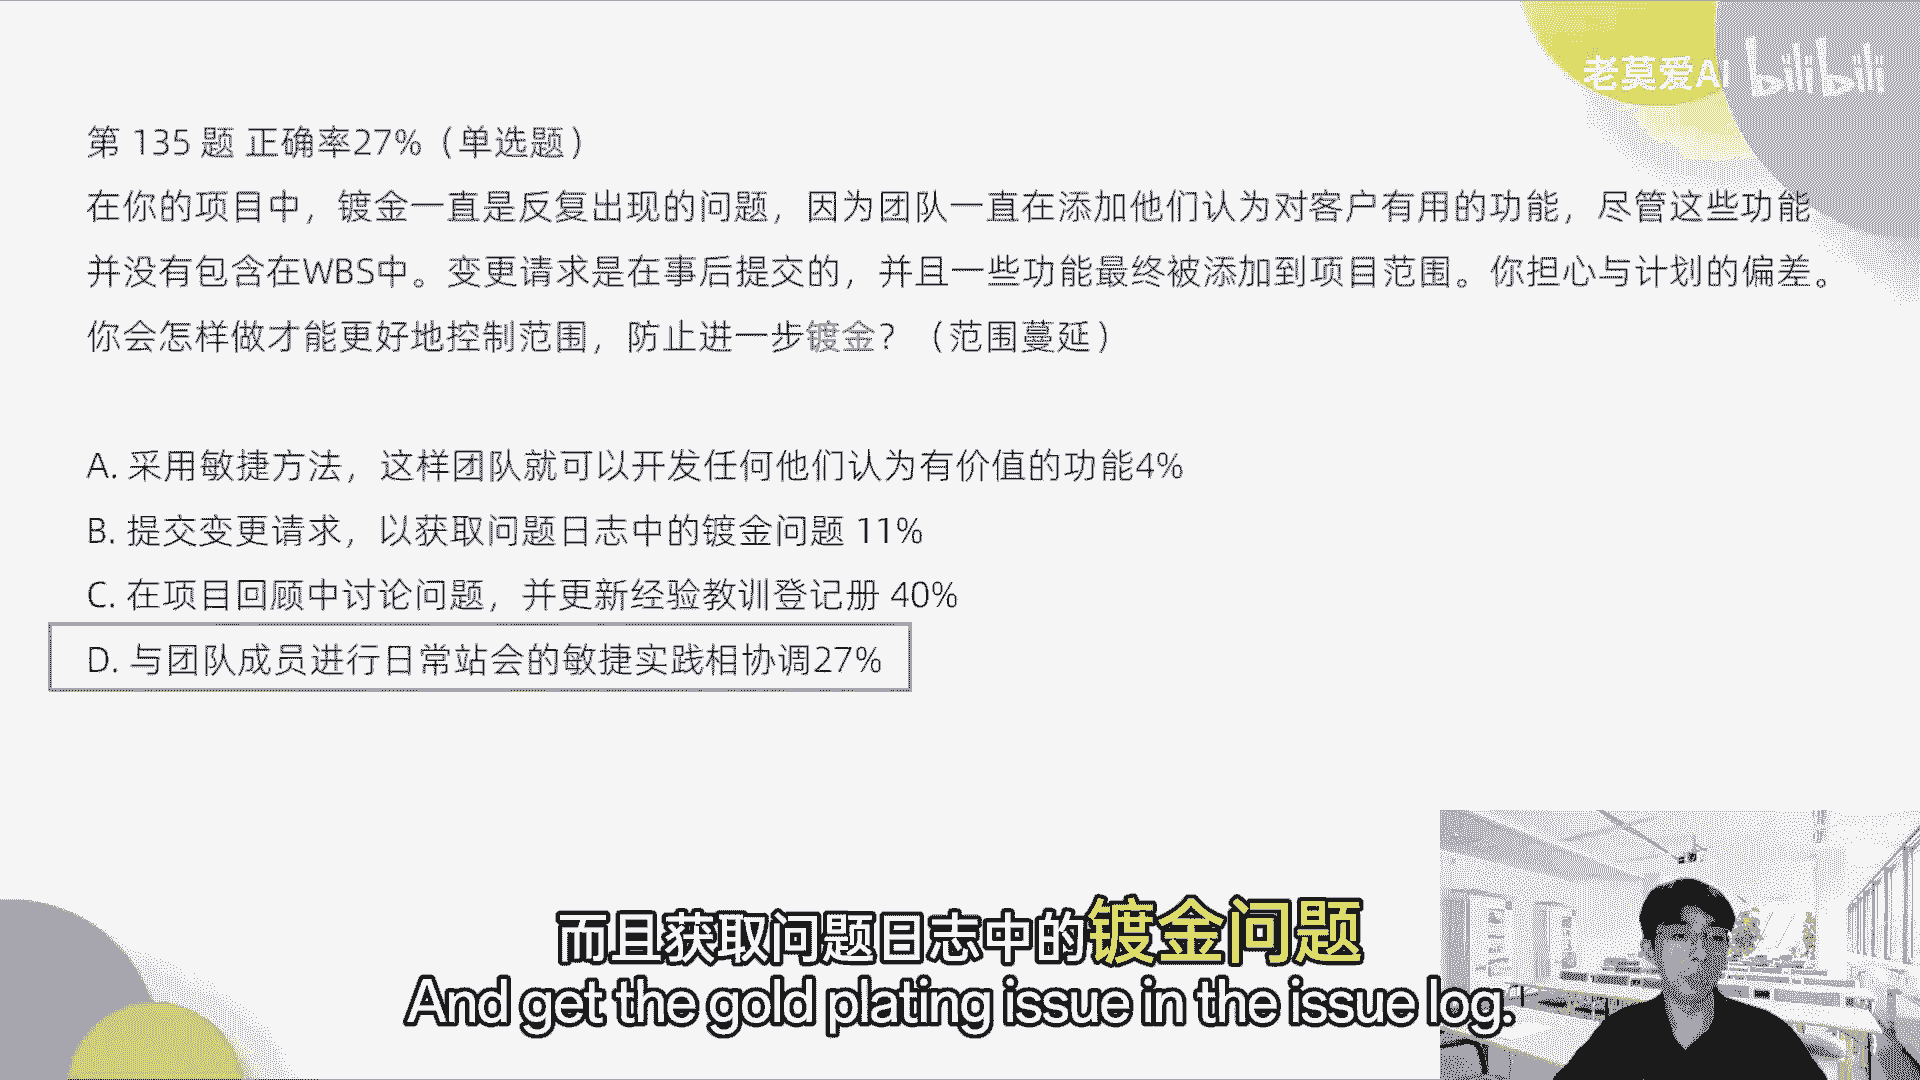 老莫爱AI bilibili
第 135 题 正确率27%（单选题）
在你的项目中，镀金一直是反复出现的问题，因为团队一直在添加他们认为对客户有用的功能，尽管这些功能
并没有包含在WBS中。变更请求是在事后提交的，并且一些功能最终被添加到项目范围。你担心与计划的偏差。
你会怎样做才能更好地控制范围，防止进一步镀金？（范围蔓延）
A. 采用敏捷方法，这样团队就可以开发任何他们认为有价值的功能4%
B. 提交变更请求，以获取问题日志中的镀金问题 11%
C. 在项目回顾中讨论问题，并更新经验教训登记册 40%
D. 与团队成员进行日常站会的敏捷实践相协调27%
而且获取问题日志中的镀金问题
And get the gold plating issue in the issue log.